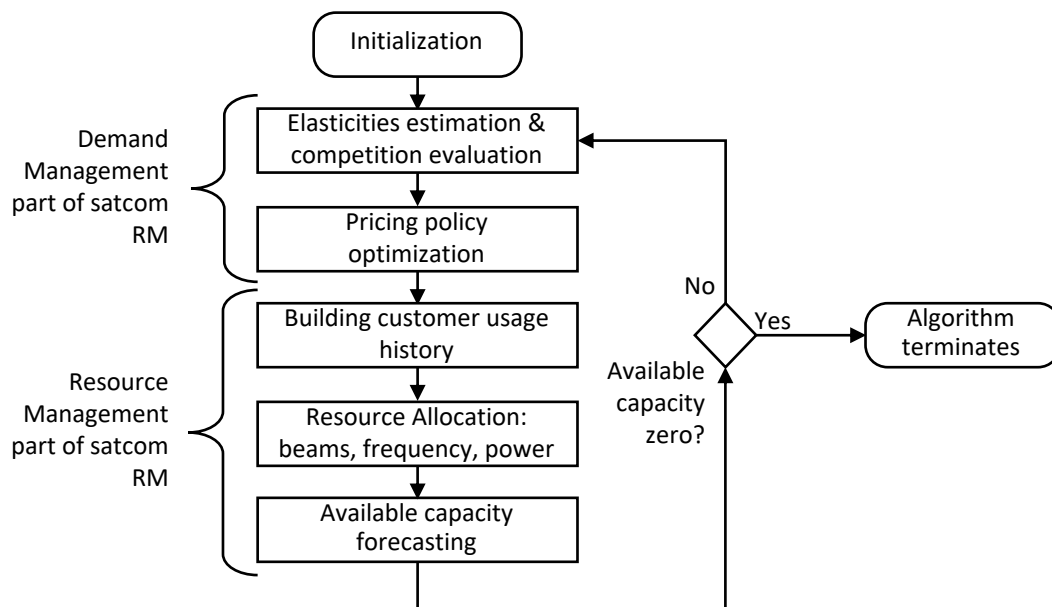 Initialization
Demand
Management
part of satcom
RM
Elasticities estimation &
competition evaluation
Pricing policy
optimization
Resource
Management
part of satcom
RM
Building customer usage
history
Resource Allocation:
beams, frequency, power
Available capacity
forecasting
Available
capacity
zero?
No
Yes
Algorithm
terminates